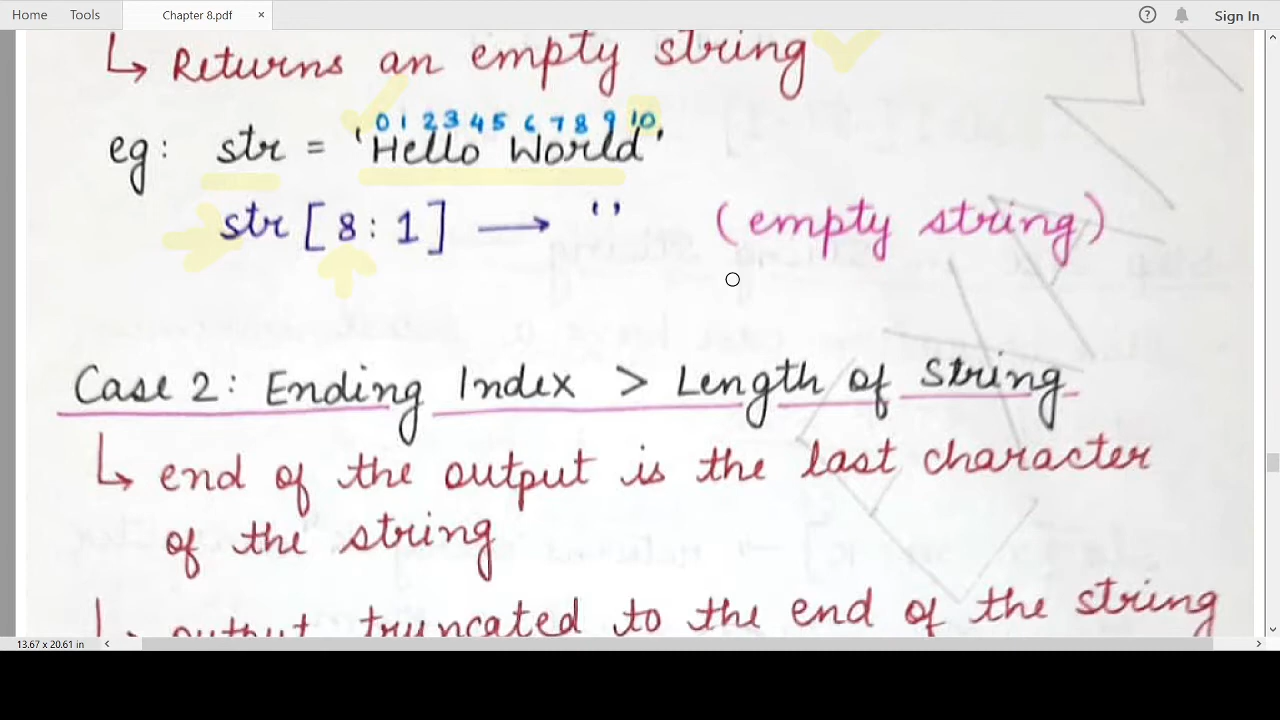 Home Tools Chapter 8.pdf × Sign In
↳ Returns an empty string
0 1 2 3 4 5 6 7 8 9 10
eg: str = 'Hello World'
str [ 8 : 1 ] ⟶ '' (empty string)
Case 2: Ending Index > Length of String
↳ end of the output is the last character
of the string
↳ output truncated to the end of the string
13.67 x 20.61 in